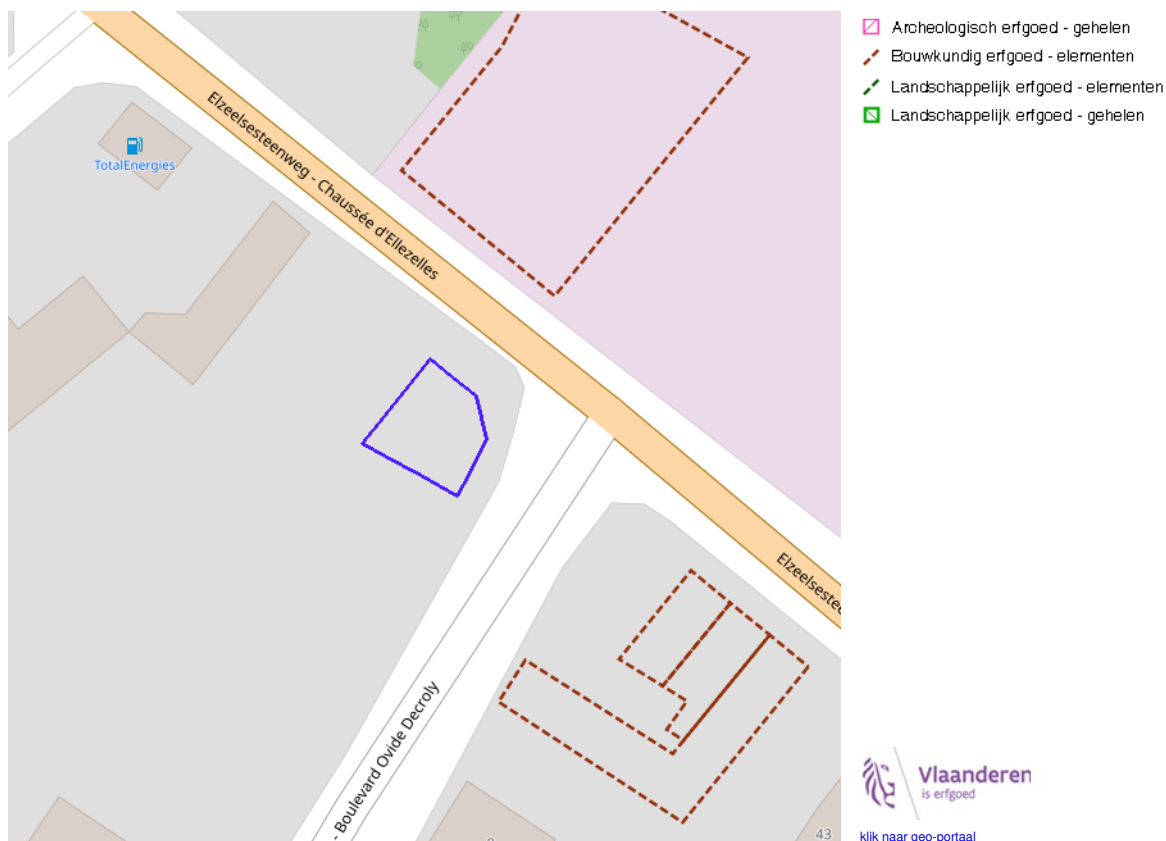 Archeologisch erfgoed - gehelen
Bouwkundig erfgoed - elementen
Landschappelijk erfgoed - elementen
Landschappelijk erfgoed - gehelen
Elzeelsesteenweg - Chaussée d'Ellezelles
TotalEnergies
Elzeelsestee
- Boulevard Ovide Decroly
43
Vlaanderen
is erfgoed
klik naar geo-portaal